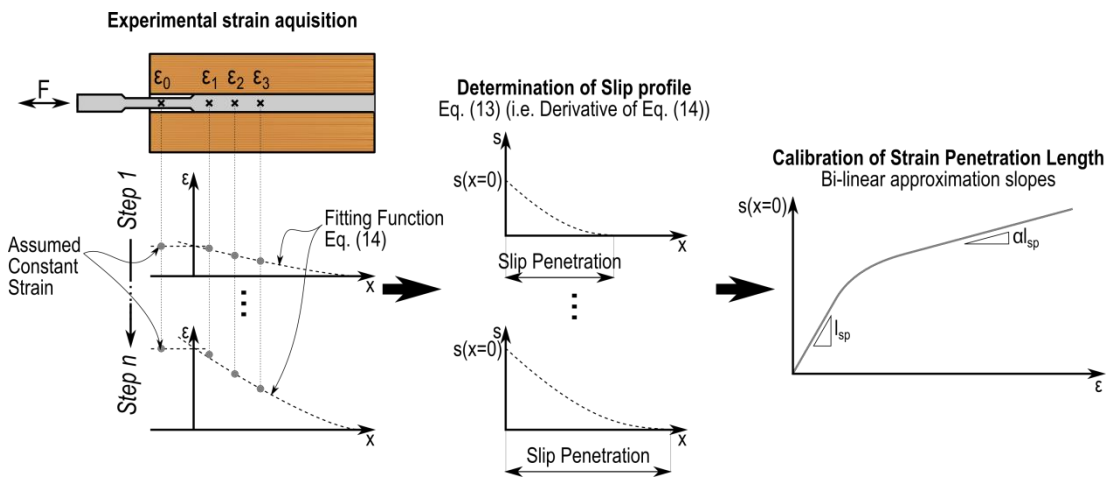 Experimental strain aquisition
F
ε0
ε1
ε2
ε3
Step 1
Step n
ε
x
Assumed
Constant
Strain
Fitting Function
Eq. (14)
ε
x
Determination of Slip profile
Eq. (13) (i.e. Derivative of Eq. (14))
s
s(x=0)
x
Slip Penetration
s
s(x=0)
x
Slip Penetration
Calibration of Strain Penetration Length
Bi-linear approximation slopes
s(x=0)
αlsp
lsp
ε